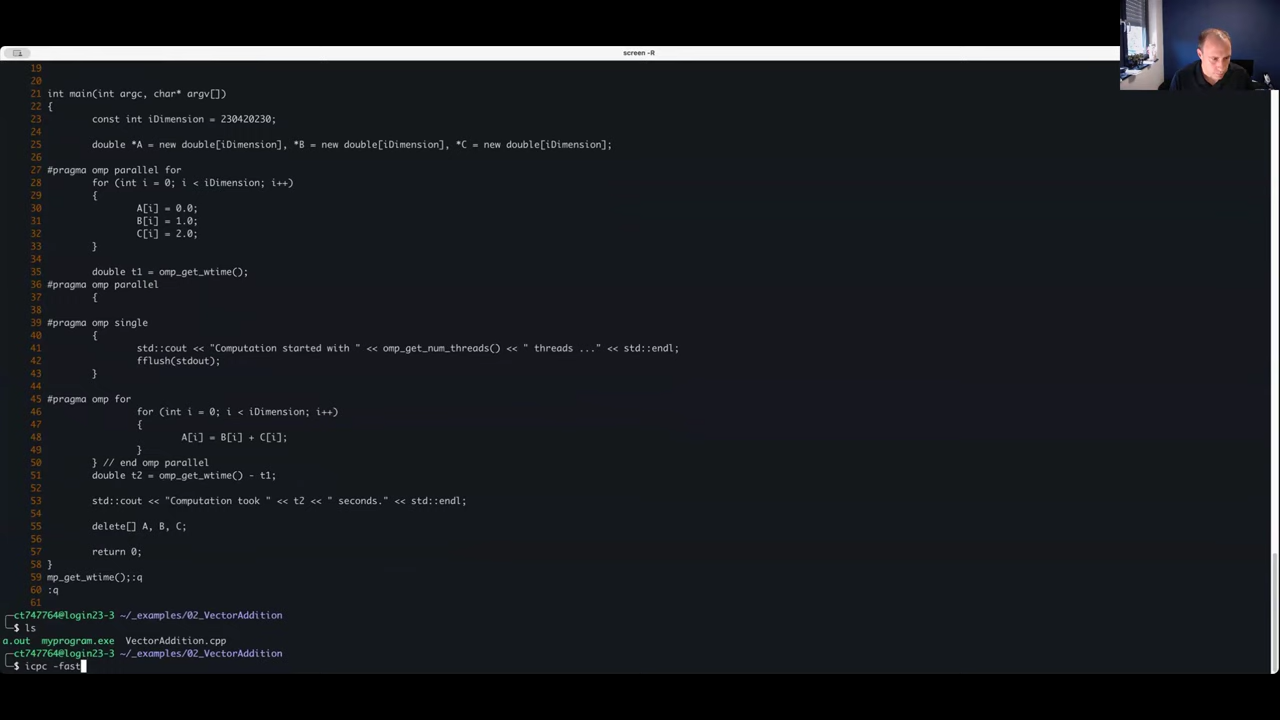 screen -R
19
20
21 int main(int argc, char* argv[])
22 {
23 const int iDimension = 230420230;
24
25 double *A = new double[iDimension], *B = new double[iDimension], *C = new double[iDimension];
26
27 #pragma omp parallel for
28 for (int i = 0; i < iDimension; i++)
29 {
30 A[i] = 0.0;
31 B[i] = 1.0;
32 C[i] = 2.0;
33 }
34
35 double t1 = omp_get_wtime();
36 #pragma omp parallel
37 {
38
39 #pragma omp single
40 {
41 std::cout << "Computation started with " << omp_get_num_threads() << " threads ..." << std::endl;
42 fflush(stdout);
43 }
44
45 #pragma omp for
46 for (int i = 0; i < iDimension; i++)
47 {
48 A[i] = B[i] + C[i];
49 }
50 } // end omp parallel
51 double t2 = omp_get_wtime() - t1;
52
53 std::cout << "Computation took " << t2 << " seconds." << std::endl;
54
55 delete[] A, B, C;
56
57 return 0;
58 }
59 mp_get_wtime();:q
60 :q
61
ct747764@login23-3 ~/_examples/02_VectorAddition
$ ls
a.out myprogram.exe VectorAddition.cpp
ct747764@login23-3 ~/_examples/02_VectorAddition
$ icpc -fast